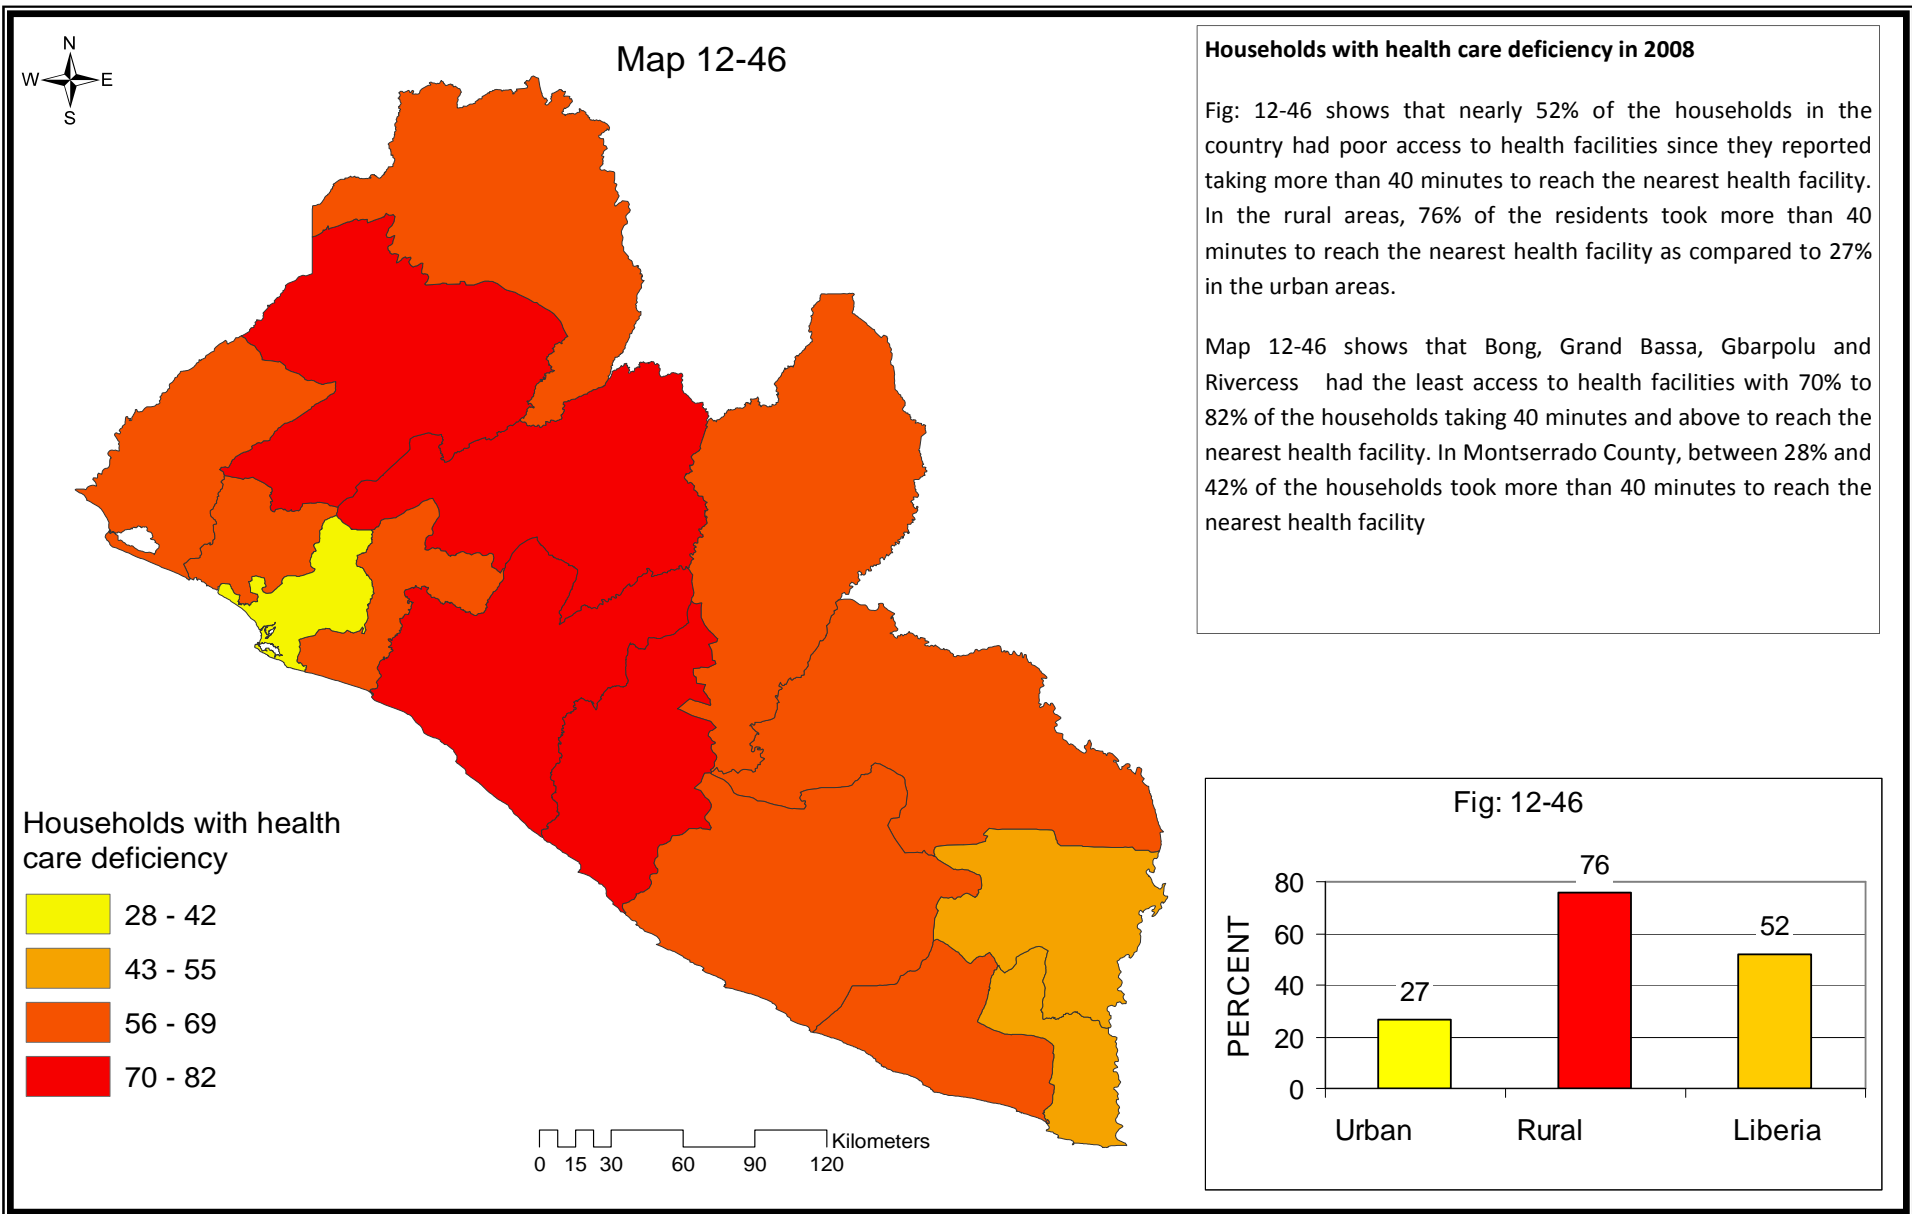 N
W E
S
Map 12-46
Households with health care deficiency in 2008
Fig: 12-46 shows that nearly 52% of the households in the
country had poor access to health facilities since they reported
taking more than 40 minutes to reach the nearest health facility.
In the rural areas, 76% of the residents took more than 40
minutes to reach the nearest health facility as compared to 27%
in the urban areas.
Map 12-46 shows that Bong, Grand Bassa, Gbarpolu and
Rivercess had the least access to health facilities with 70% to
82% of the households taking 40 minutes and above to reach the
nearest health facility. In Montserrado County, between 28% and
42% of the households took more than 40 minutes to reach the
nearest health facility
Households with health
care deficiency
28 - 42
43 - 55
56 - 69
70 - 82
Kilometers
0 15 30 60 90 120
Fig: 12-46
PERCENT
80
60
40
20
0
27
76
52
Urban Rural Liberia